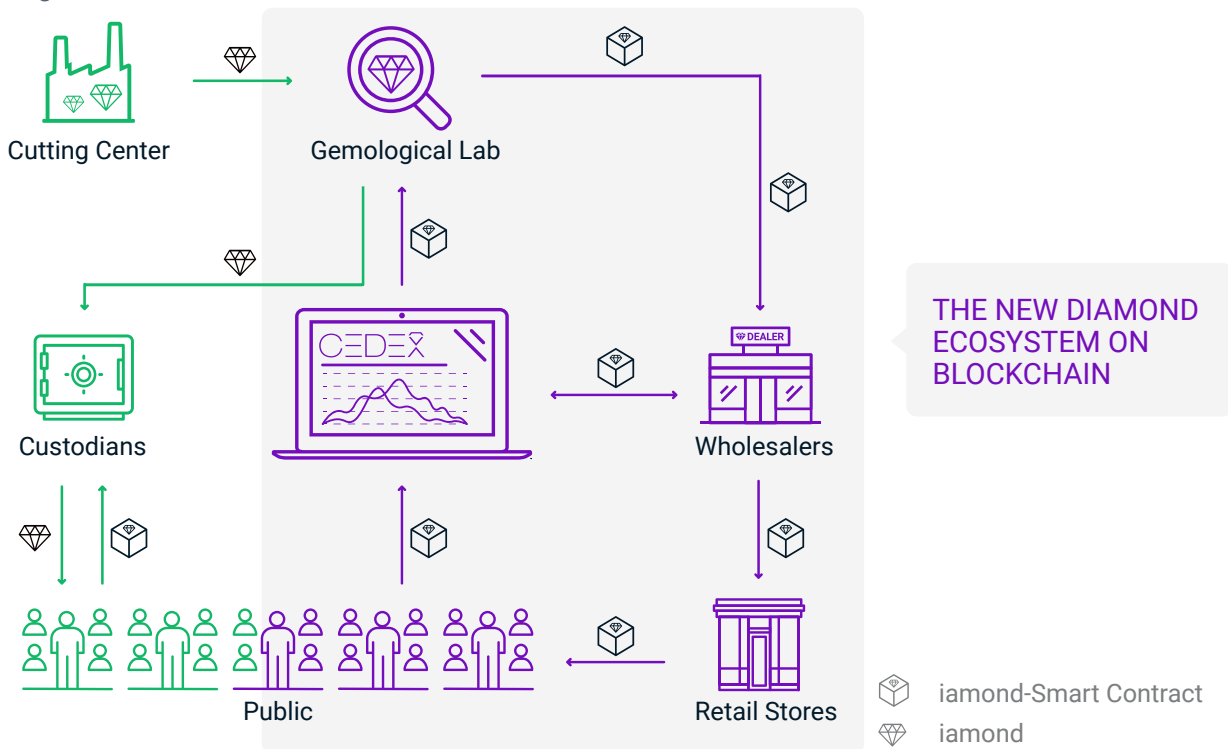 Cutting Center
Gemological Lab
CEDEX
DEALER
THE NEW DIAMOND
ECOSYSTEM ON
BLOCKCHAIN
Custodians
Wholesalers
Public
Retail Stores
iamond-Smart Contract
iamond